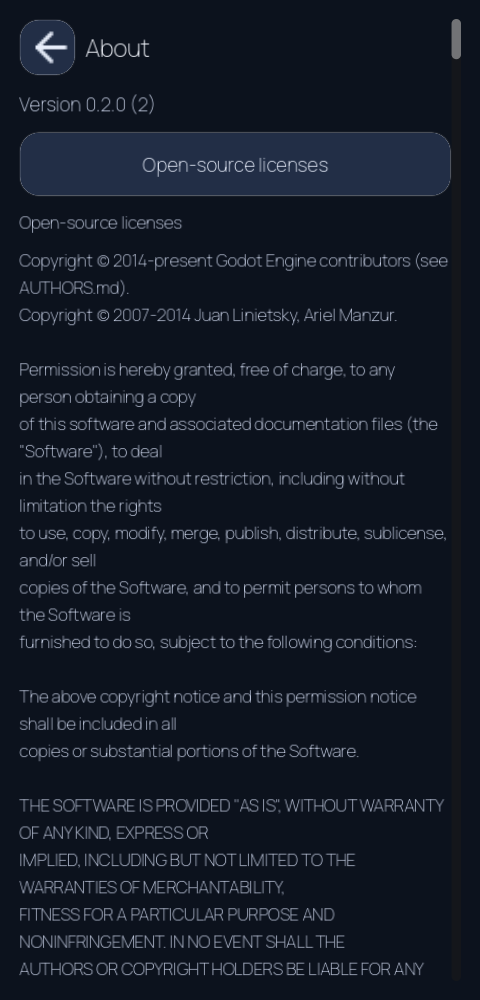 About
Version 0.2.0 (2)
Open-source licenses
Open-source licenses
Copyright © 2014-present Godot Engine contributors (see
AUTHORS.md).
Copyright © 2007-2014 Juan Linietsky, Ariel Manzur.
Permission is hereby granted, free of charge, to any
person obtaining a copy
of this software and associated documentation files (the
"Software"), to deal
in the Software without restriction, including without
limitation the rights
to use, copy, modify, merge, publish, distribute, sublicense,
and/or sell
copies of the Software, and to permit persons to whom
the Software is
furnished to do so, subject to the following conditions:
The above copyright notice and this permission notice
shall be included in all
copies or substantial portions of the Software.
THE SOFTWARE IS PROVIDED "AS IS", WITHOUT WARRANTY
OF ANY KIND, EXPRESS OR
IMPLIED, INCLUDING BUT NOT LIMITED TO THE
WARRANTIES OF MERCHANTABILITY,
FITNESS FOR A PARTICULAR PURPOSE AND
NONINFRINGEMENT. IN NO EVENT SHALL THE
AUTHORS OR COPYRIGHT HOLDERS BE LIABLE FOR ANY